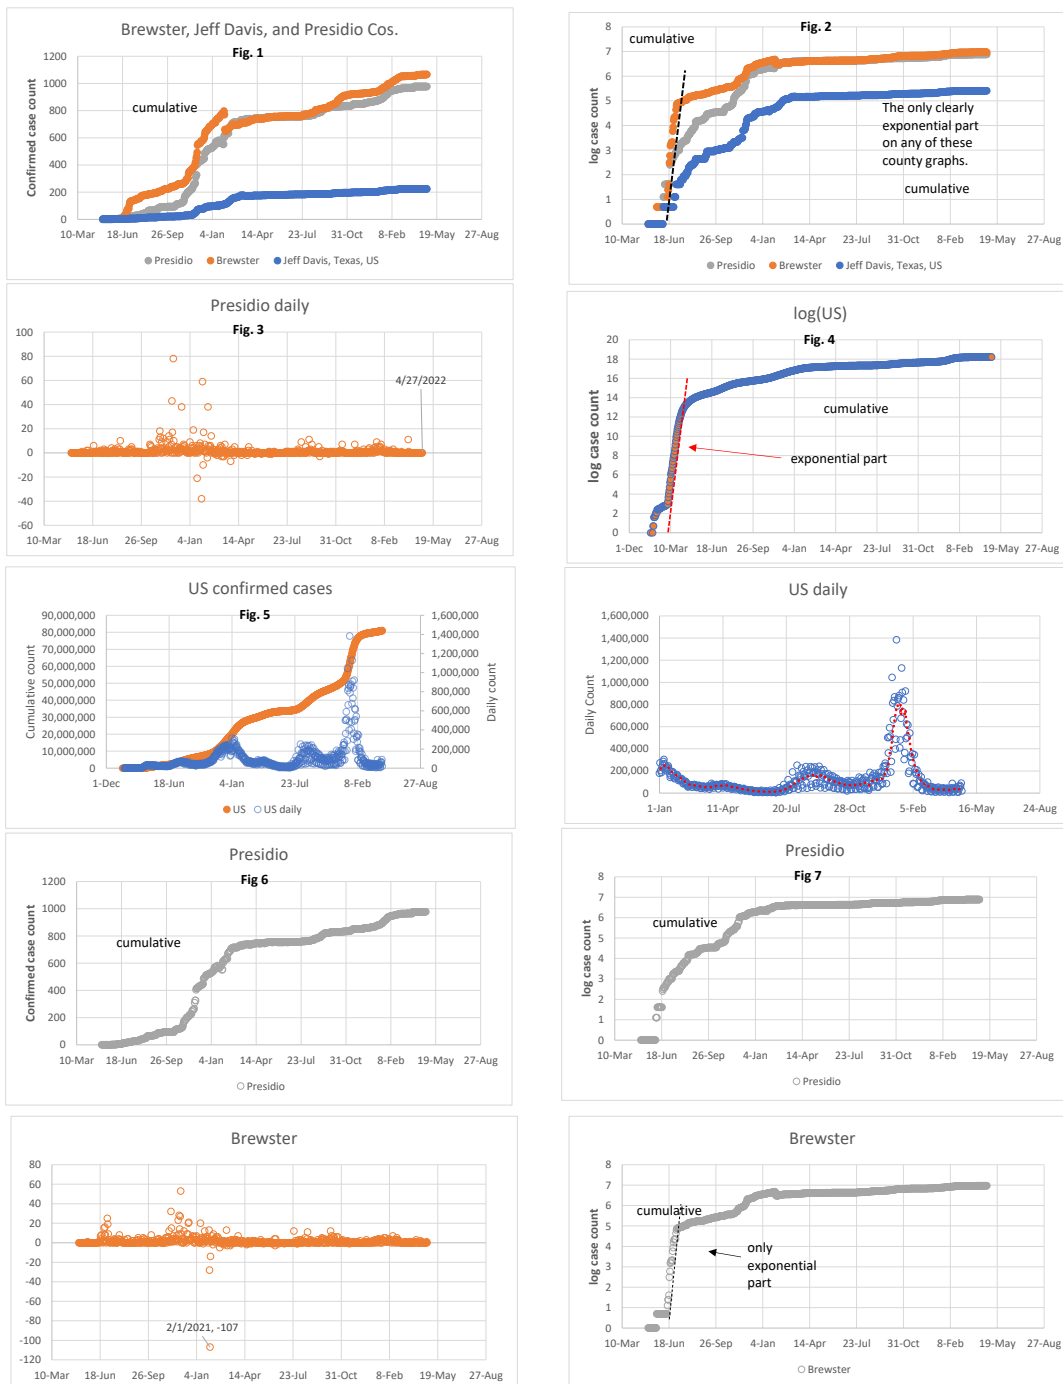 Brewster, Jeff Davis, and Presidio Cos.
Fig. 1
cumulative
Confirmed case count
1200
1000
800
600
400
200
0
10-Mar 18-Jun 26-Sep 4-Jan 14-Apr 23-Jul 31-Oct 8-Feb 19-May 27-Aug
Presidio Brewster Jeff Davis, Texas, US
Fig. 2
cumulative
log case count
8
7
6
5
4
3
2
1
0
The only clearly
exponential part
on any of these
county graphs.
cumulative
10-Mar 18-Jun 26-Sep 4-Jan 14-Apr 23-Jul 31-Oct 8-Feb 19-May 27-Aug
Presidio Brewster Jeff Davis, Texas, US
Presidio daily
Fig. 3
100
80
60
40
20
0
-20
-40
-60
4/27/2022
10-Mar 18-Jun 26-Sep 4-Jan 14-Apr 23-Jul 31-Oct 8-Feb 19-May 27-Aug
log(US)
Fig. 4
log case count
20
18
16
14
12
10
8
6
4
2
0
cumulative
exponential part
1-Dec 10-Mar 18-Jun 26-Sep 4-Jan 14-Apr 23-Jul 31-Oct 8-Feb 19-May 27-Aug
US confirmed cases
Fig. 5
Cumulative count
90,000,000
80,000,000
70,000,000
60,000,000
50,000,000
40,000,000
30,000,000
20,000,000
10,000,000
0
1,600,000
1,400,000
1,200,000
1,000,000
800,000
600,000
400,000
200,000
0
Daily count
1-Dec 18-Jun 4-Jan 23-Jul 8-Feb 27-Aug
US US daily
US daily
Daily Count
1,600,000
1,400,000
1,200,000
1,000,000
800,000
600,000
400,000
200,000
0
1-Jan 11-Apr 20-Jul 28-Oct 5-Feb 16-May 24-Aug
Presidio
Fig 6
cumulative
Confirmed case count
1200
1000
800
600
400
200
0
10-Mar 18-Jun 26-Sep 4-Jan 14-Apr 23-Jul 31-Oct 8-Feb 19-May 27-Aug
Presidio
Presidio
Fig 7
cumulative
log case count
8
7
6
5
4
3
2
1
0
10-Mar 18-Jun 26-Sep 4-Jan 14-Apr 23-Jul 31-Oct 8-Feb 19-May 27-Aug
Presidio
Brewster
80
60
40
20
0
-20
-40
-60
-80
-100
-120
2/1/2021, -107
10-Mar 18-Jun 26-Sep 4-Jan 14-Apr 23-Jul 31-Oct 8-Feb 19-May 27-Aug
Brewster
log case count
8
7
6
5
4
3
2
1
0
cumulative
only
exponential
part
10-Mar 18-Jun 26-Sep 4-Jan 14-Apr 23-Jul 31-Oct 8-Feb 19-May 27-Aug
Brewster